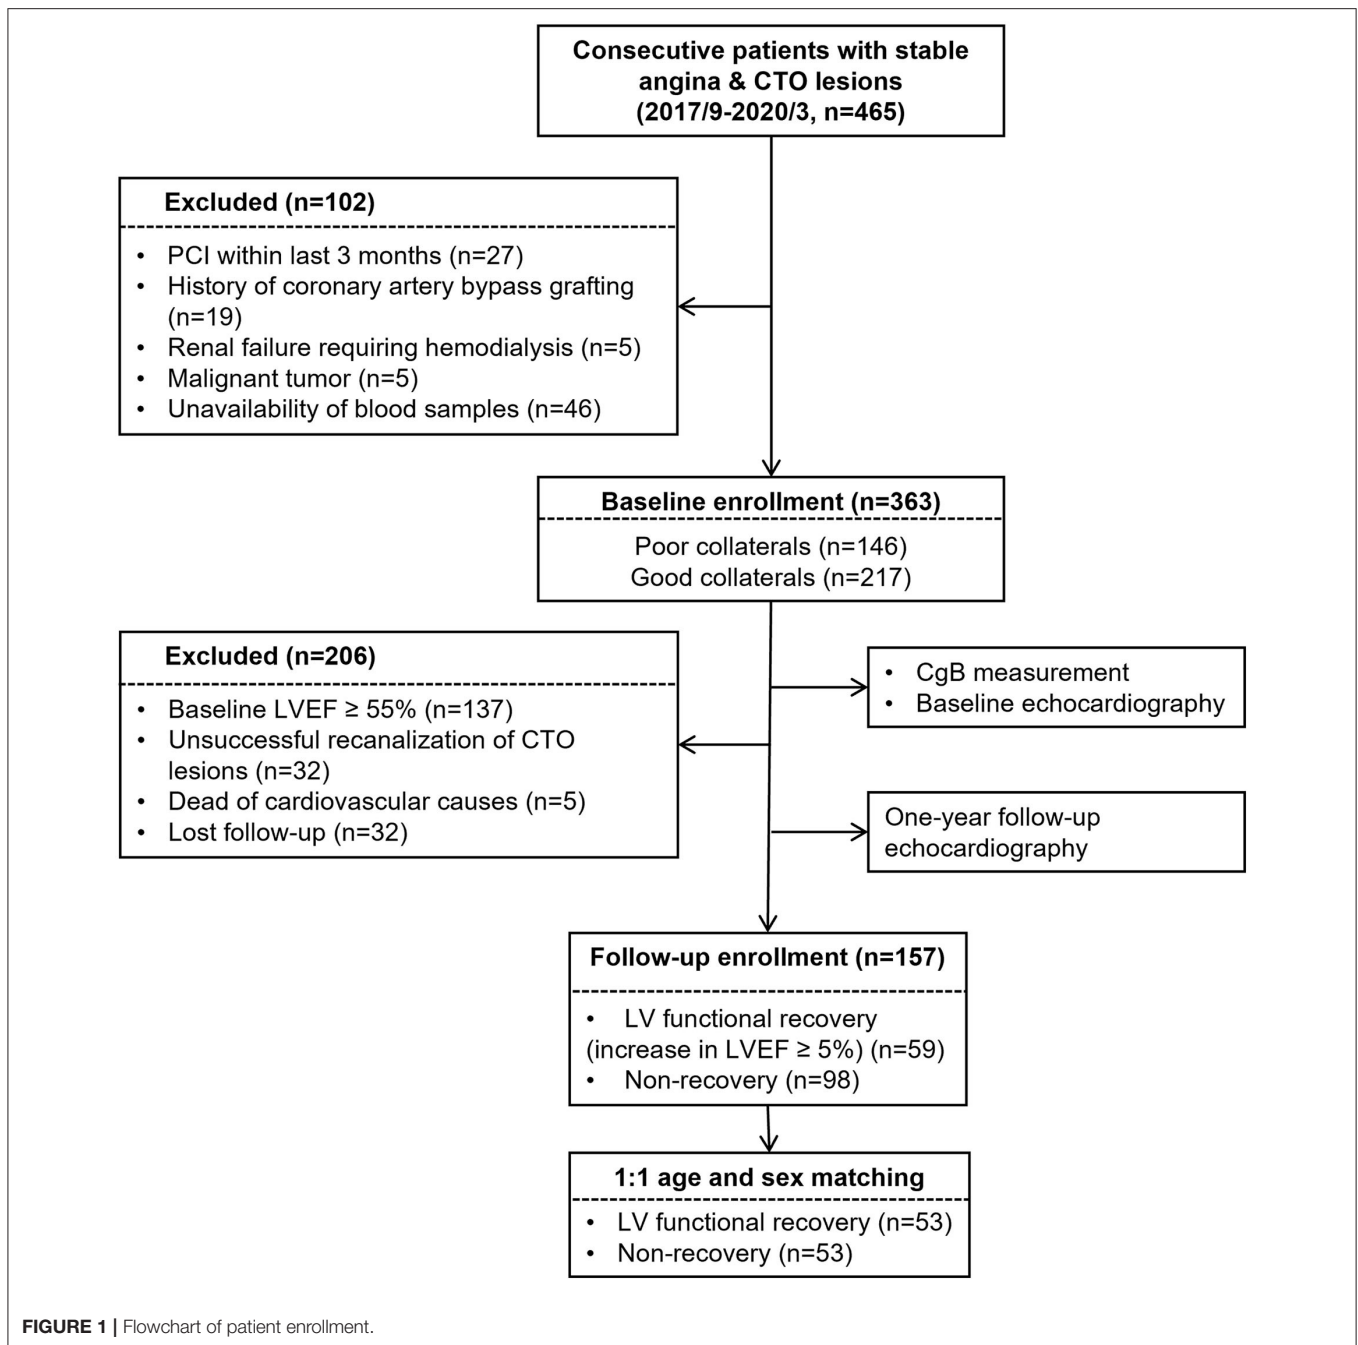 Consecutive patients with stable
angina & CTO lesions
(2017/9-2020/3, n=465)
Excluded (n=102)
• PCI within last 3 months (n=27)
• History of coronary artery bypass grafting
(n=19)
• Renal failure requiring hemodialysis (n=5)
• Malignant tumor (n=5)
• Unavailability of blood samples (n=46)
Baseline enrollment (n=363)
Poor collaterals (n=146)
Good collaterals (n=217)
Excluded (n=206)
• Baseline LVEF ≥ 55% (n=137)
• Unsuccessful recanalization of CTO
lesions (n=32)
• Dead of cardiovascular causes (n=5)
• Lost follow-up (n=32)
• CgB measurement
• Baseline echocardiography
One-year follow-up
echocardiography
Follow-up enrollment (n=157)
• LV functional recovery
(increase in LVEF ≥ 5%) (n=59)
• Non-recovery (n=98)
1:1 age and sex matching
• LV functional recovery (n=53)
• Non-recovery (n=53)
FIGURE 1 | Flowchart of patient enrollment.